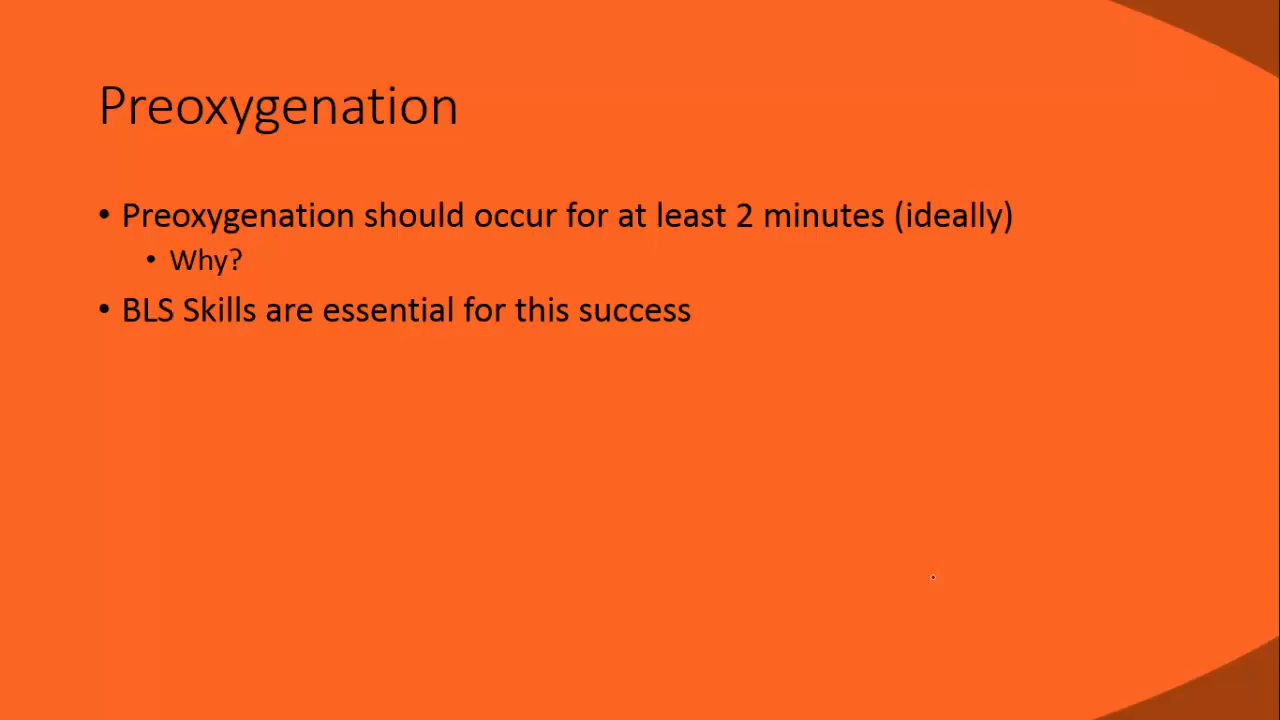 Preoxygenation
• Preoxygenation should occur for at least 2 minutes (ideally)
• Why?
• BLS Skills are essential for this success